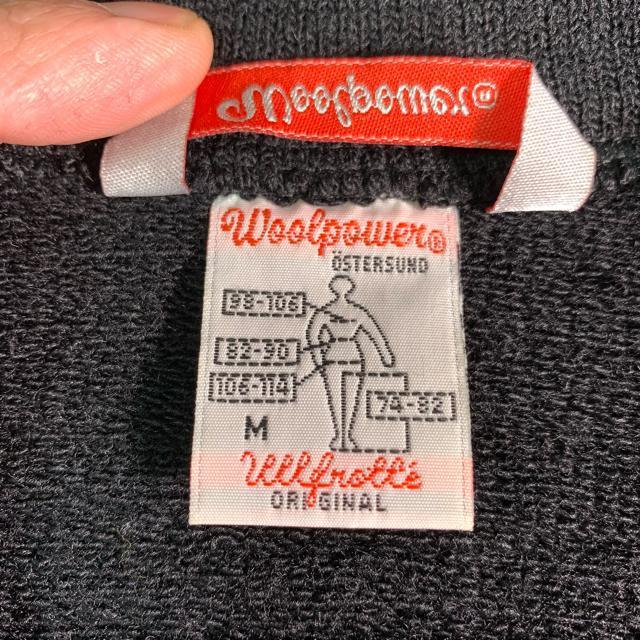 Woolpower®
Woolpower®
ÖSTERSUND
98-106
82-90
106-114
74-82
M
Ullfrotté
ORIGINAL